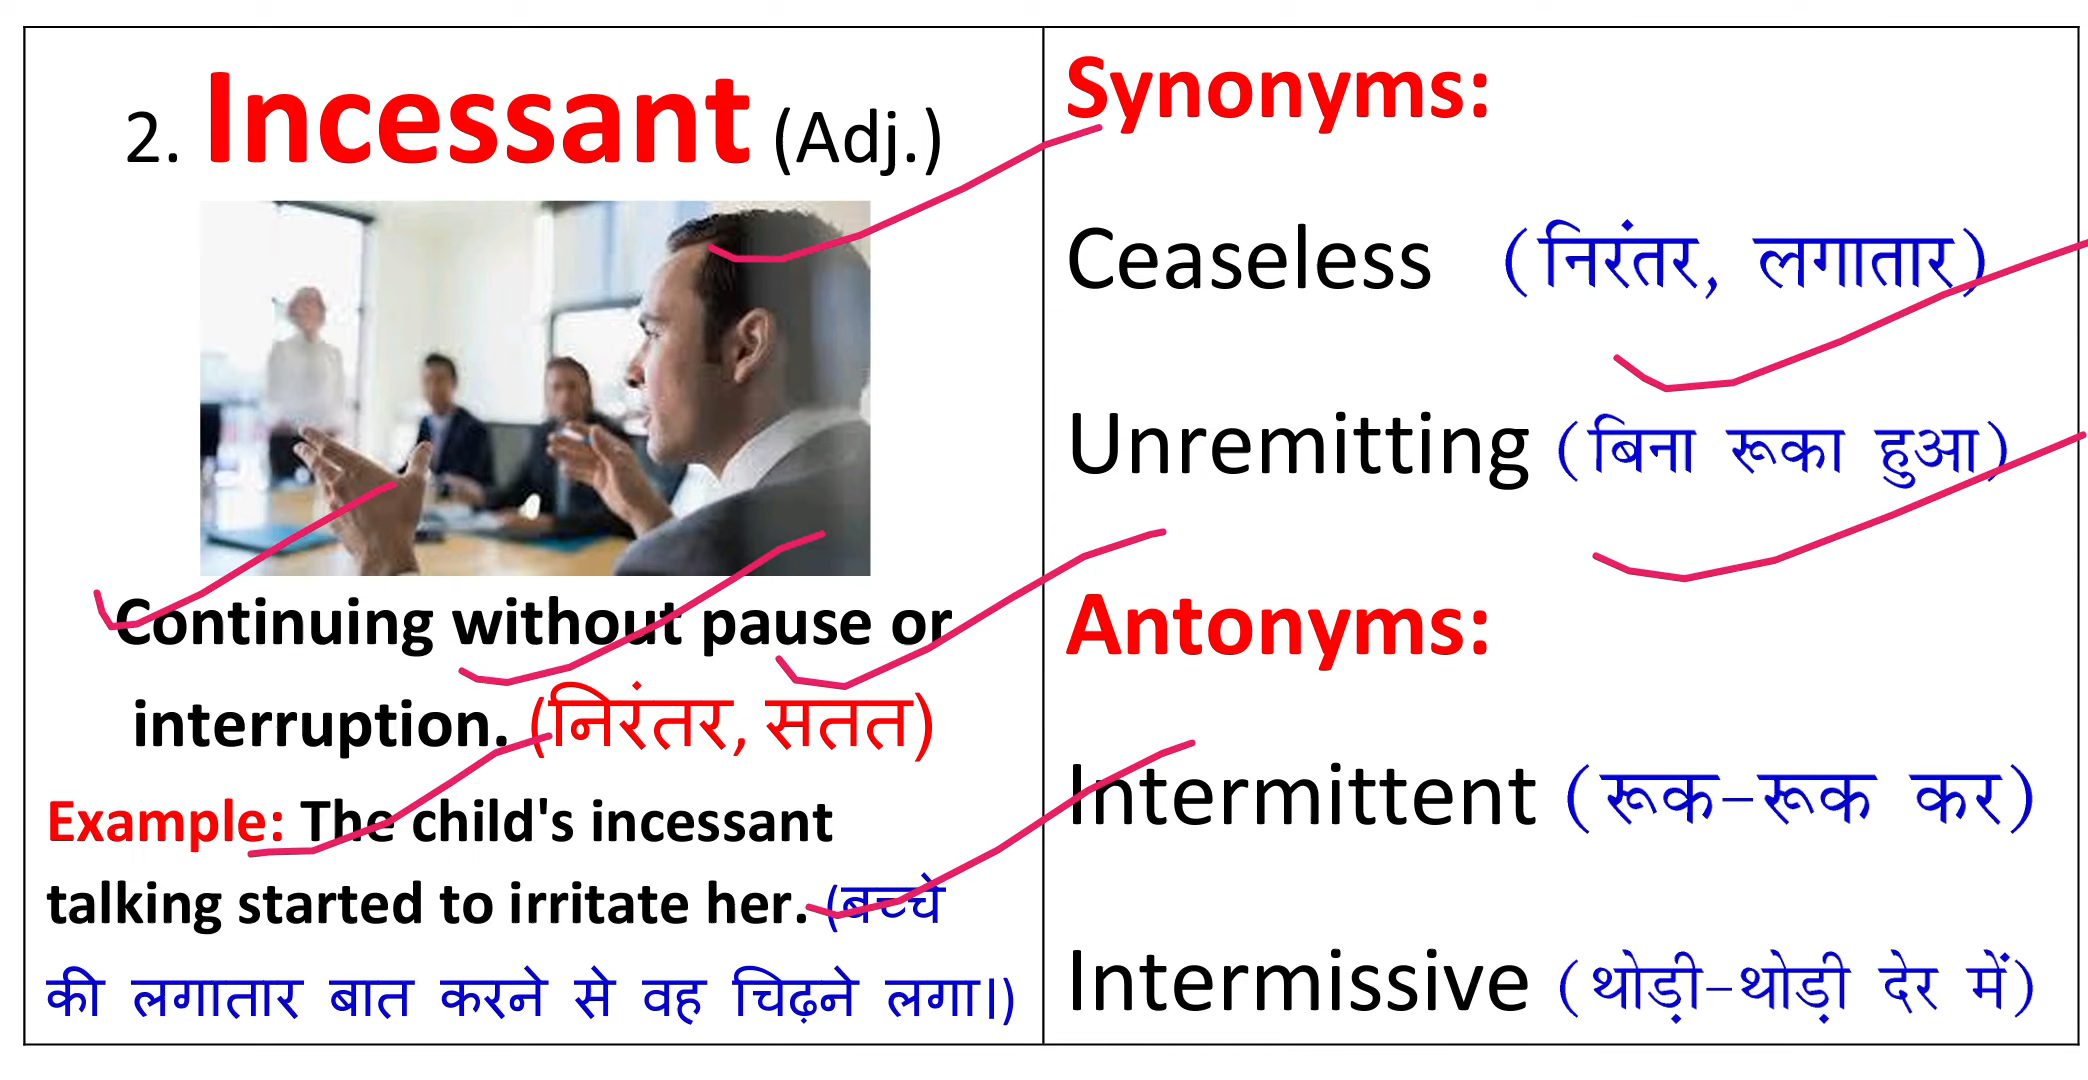 2. Incessant (Adj.)
Continuing without pause or
interruption. (निरंतर, सतत)
Example: The child's incessant
talking started to irritate her. (बच्चे
की लगातार बात करने से वह चिढ़ने लगा।)
Synonyms:
Ceaseless (निरंतर, लगातार)
Unremitting (बिना रूका हुआ)
Antonyms:
Intermittent (रूक-रूक कर)
Intermissive (थोड़ी-थोड़ी देर में)